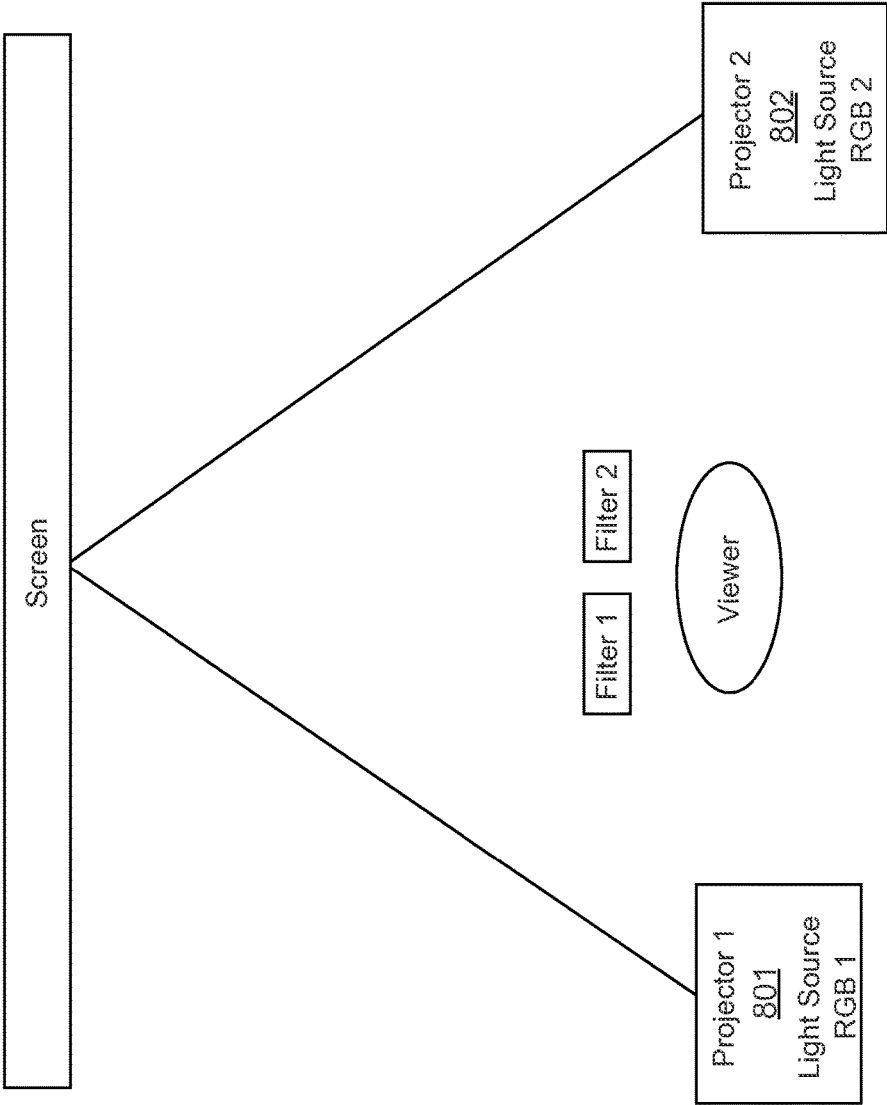 Screen
Filter 1
Filter 2
Viewer
Projector 1
801
Light Source
RGB 1
Projector 2
802
Light Source
RGB 2